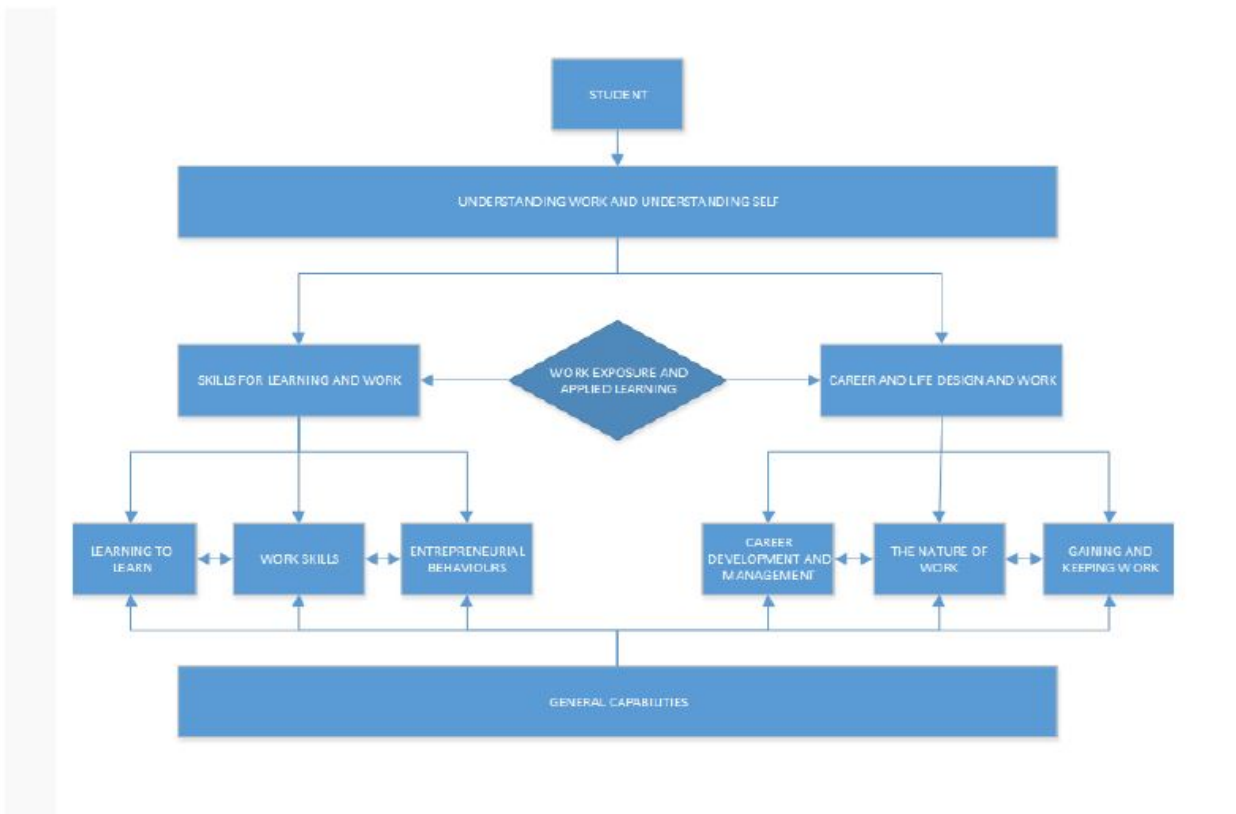 STUDENT
UNDERSTANDING WORK AND UNDERSTANDING SELF
SKILLS FOR LEARNING AND WORK
WORK EXPOSURE AND
APPLIED LEARNING
CAREER AND LIFE DESIGN AND WORK
LEARNING TO
LEARN
WORK SKILLS
ENTREPRENEURIAL
BEHAVIOURS
CAREER
DEVELOPMENT AND
MANAGEMENT
THE NATURE OF
WORK
GAINING AND
KEEPING WORK
GENERAL CAPABILITIES